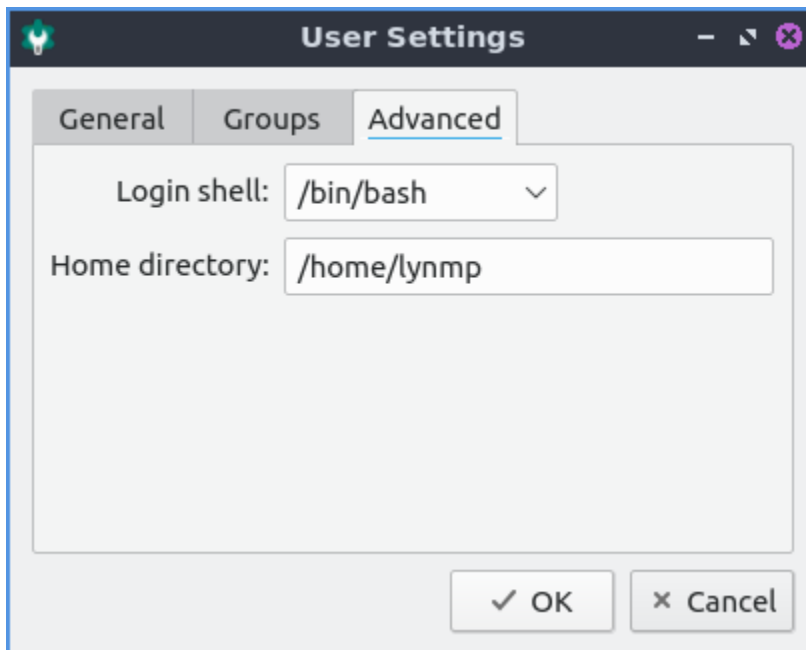 User Settings
General Groups Advanced
Login shell: /bin/bash
Home directory: /home/lynmp
OK Cancel